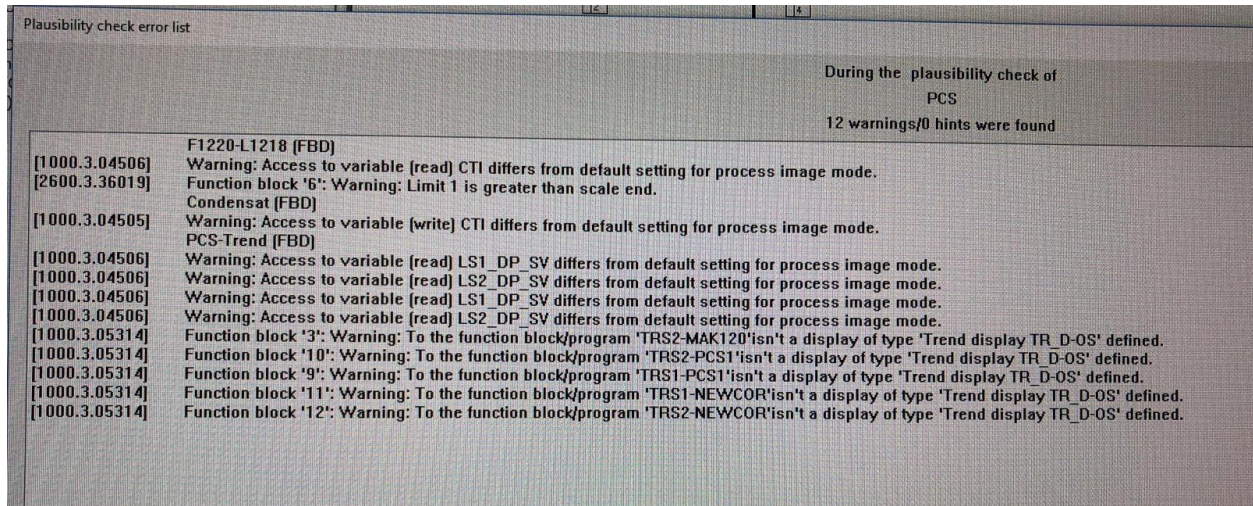 2
4
Plausibility check error list
During the plausibility check of
PCS
12 warnings/0 hints were found
F1220-L1218 (FBD)
[1000.3.04506] Warning: Access to variable (read) CTI differs from default setting for process image mode.
[2600.3.36019] Function block '6': Warning: Limit 1 is greater than scale end.
Condensat (FBD)
[1000.3.04505] Warning: Access to variable (write) CTI differs from default setting for process image mode.
PCS-Trend (FBD)
[1000.3.04506] Warning: Access to variable (read) LS1_DP_SV differs from default setting for process image mode.
[1000.3.04506] Warning: Access to variable (read) LS2_DP_SV differs from default setting for process image mode.
[1000.3.04506] Warning: Access to variable (read) LS1_DP_SV differs from default setting for process image mode.
[1000.3.04506] Warning: Access to variable (read) LS2_DP_SV differs from default setting for process image mode.
[1000.3.05314] Function block '3': Warning: To the function block/program 'TRS2-MAK120'isn't a display of type 'Trend display TR_D-OS' defined.
[1000.3.05314] Function block '10': Warning: To the function block/program 'TRS2-PCS1'isn't a display of type 'Trend display TR_D-OS' defined.
[1000.3.05314] Function block '9': Warning: To the function block/program 'TRS1-PCS1'isn't a display of type 'Trend display TR_D-OS' defined.
[1000.3.05314] Function block '11': Warning: To the function block/program 'TRS1-NEWCOR'isn't a display of type 'Trend display TR_D-OS' defined.
[1000.3.05314] Function block '12': Warning: To the function block/program 'TRS2-NEWCOR'isn't a display of type 'Trend display TR_D-OS' defined.